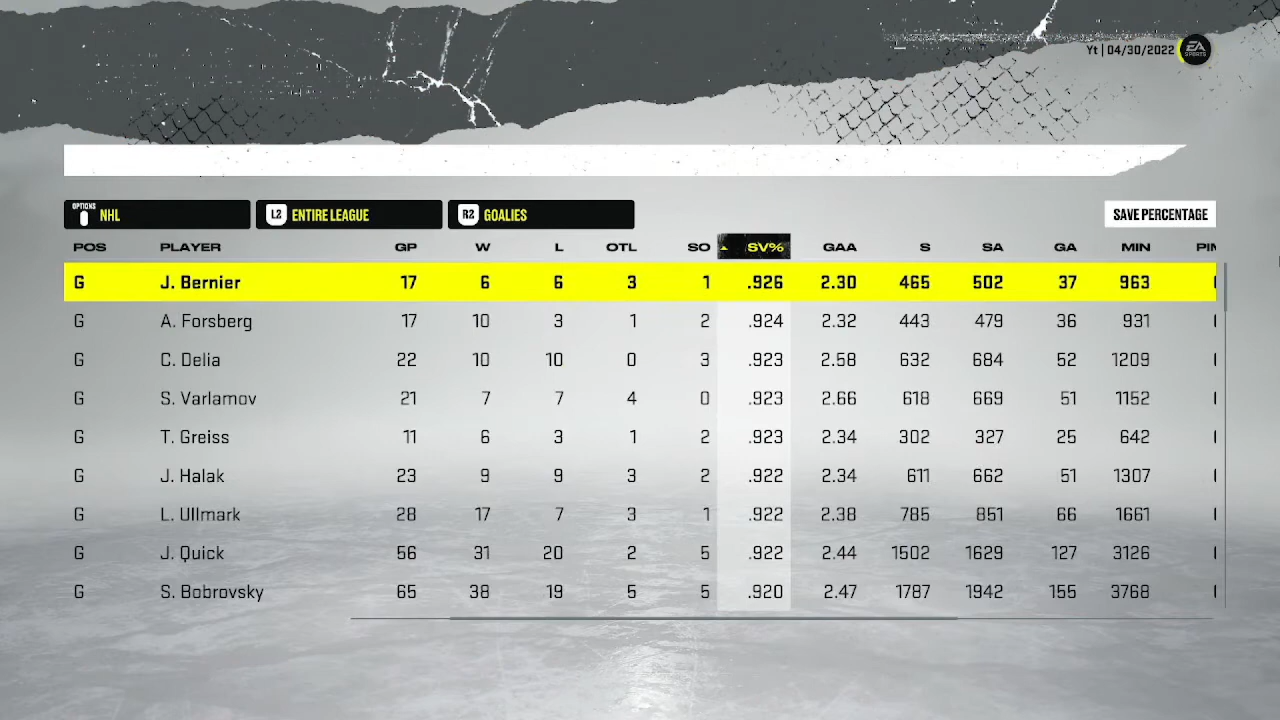 Yt | 04/30/2022
EA SPORTS
OPTIONS NHL L2 ENTIRE LEAGUE R2 GOALIES SAVE PERCENTAGE
POS PLAYER GP W L OTL SO SV% GAA S SA GA MIN
G J. Bernier 17 6 6 3 1 .926 2.30 465 502 37 963
G A. Forsberg 17 10 3 1 2 .924 2.32 443 479 36 931
G C. Delia 22 10 10 0 3 .923 2.58 632 684 52 1209
G S. Varlamov 21 7 7 4 0 .923 2.66 618 669 51 1152
G T. Greiss 11 6 3 1 2 .923 2.34 302 327 25 642
G J. Halak 23 9 9 3 2 .922 2.34 611 662 51 1307
G L. Ullmark 28 17 7 3 1 .922 2.38 785 851 66 1661
G J. Quick 56 31 20 2 5 .922 2.44 1502 1629 127 3126
G S. Bobrovsky 65 38 19 5 5 .920 2.47 1787 1942 155 3768